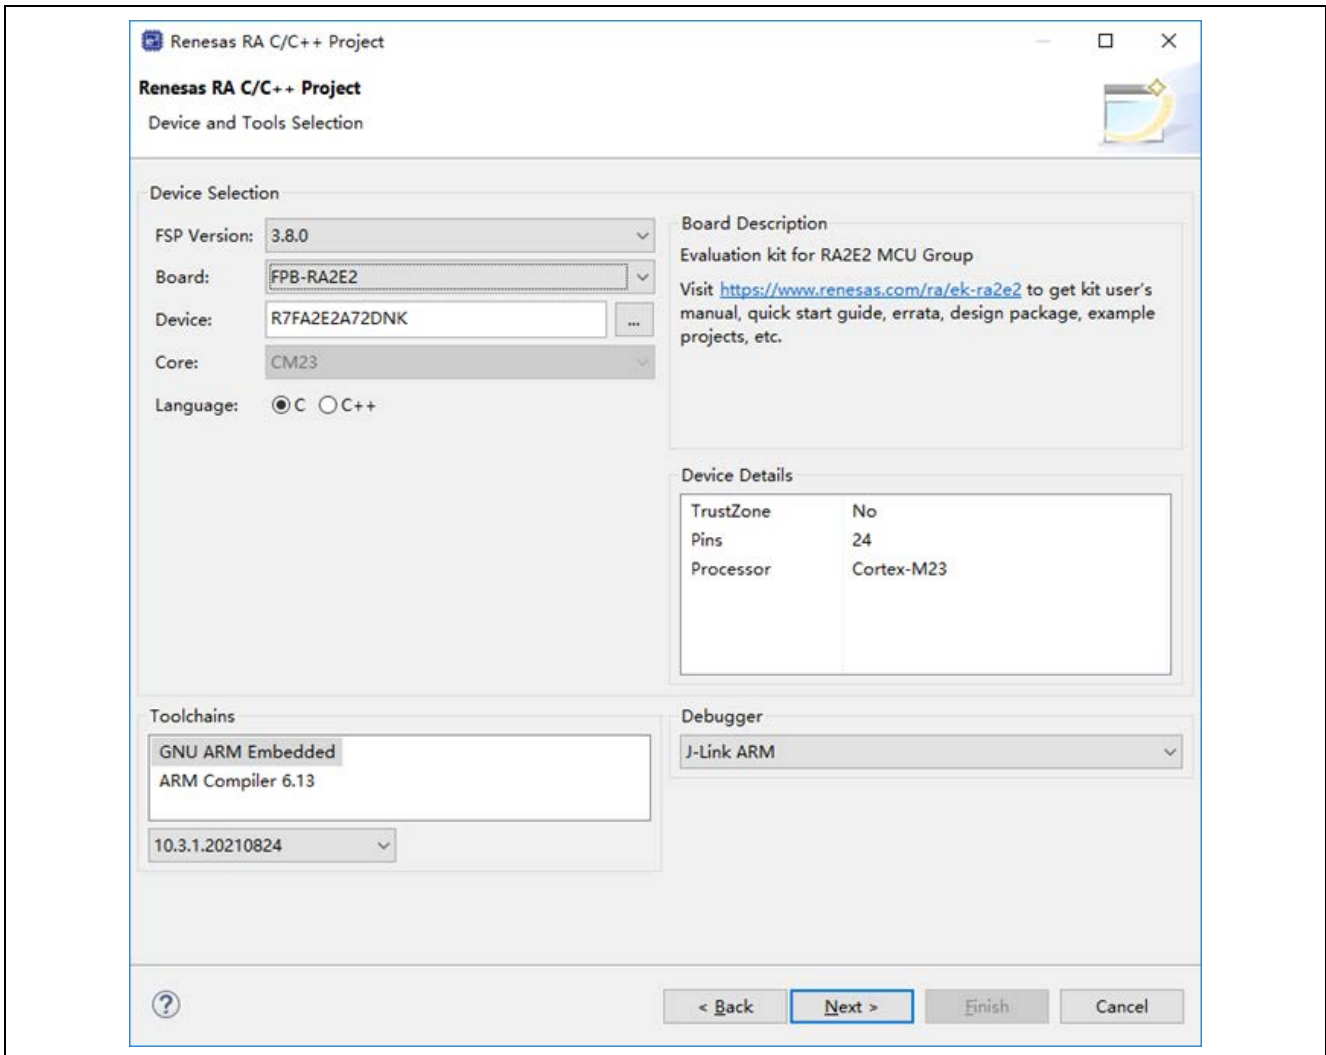 Renesas RA C/C++ Project
Renesas RA C/C++ Project
Device and Tools Selection
Device Selection
FSP Version: 3.8.0
Board: FPB-RA2E2
Device: R7FA2E2A72DNK ...
Core: CM23
Language: C C++
Board Description
Evaluation kit for RA2E2 MCU Group
Visit https://www.renesas.com/ra/ek-ra2e2 to get kit user's
manual, quick start guide, errata, design package, example
projects, etc.
Device Details
TrustZone No
Pins 24
Processor Cortex-M23
Toolchains
GNU ARM Embedded
ARM Compiler 6.13
10.3.1.20210824
Debugger
J-Link ARM
? < Back Next > Finish Cancel